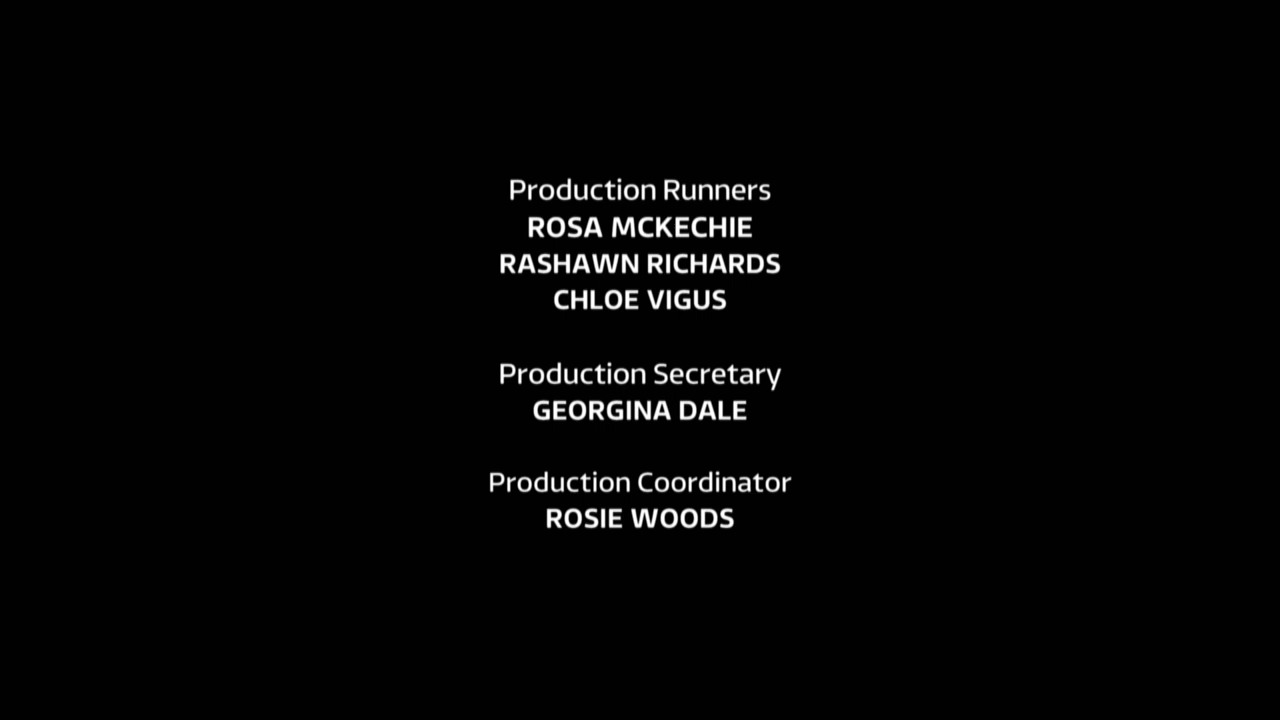 Production Runners
ROSA MCKECHIE
RASHAWN RICHARDS
CHLOE VIGUS
Production Secretary
GEORGINA DALE
Production Coordinator
ROSIE WOODS